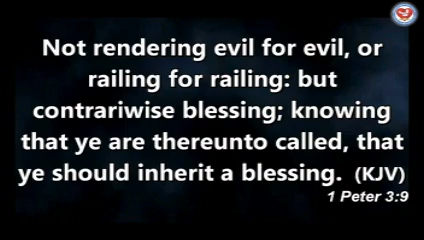 Not rendering evil for evil, or
railing for railing: but
contrariwise blessing; knowing
that ye are thereunto called, that
ye should inherit a blessing. (KJV)
1 Peter 3:9